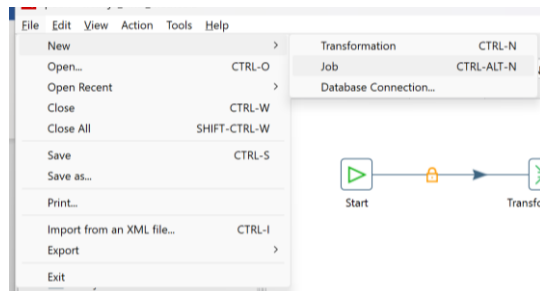 File Edit View Action Tools Help
New
Transformation CTRL-N
Job CTRL-ALT-N
Database Connection...
Open... CTRL-O
Open Recent
Close CTRL-W
Close All SHIFT-CTRL-W
Save CTRL-S
Save as...
Print...
Import from an XML file... CTRL-I
Export
Exit
Start